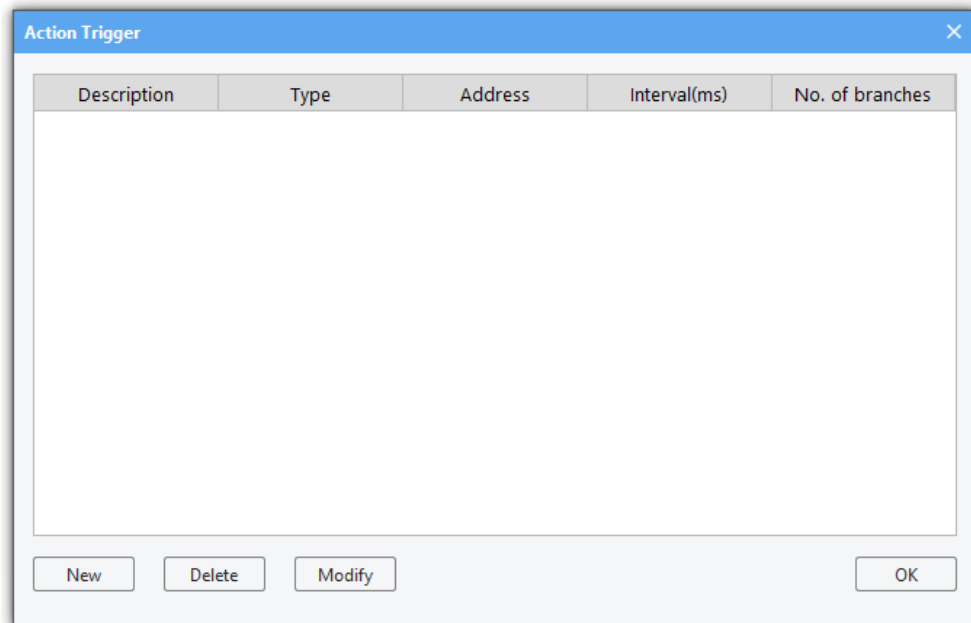 Action Trigger
Description Type Address Interval(ms) No. of branches
New Delete Modify OK